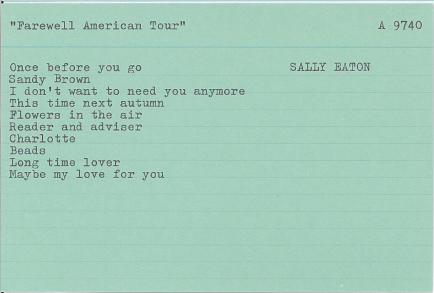 "Farewell American Tour" A 9740
Once before you go SALLY EATON
Sandy Brown
I don't want to need you anymore
This time next autumn
Flowers in the air
Reader and adviser
Charlotte
Beads
Long time lover
Maybe my love for you